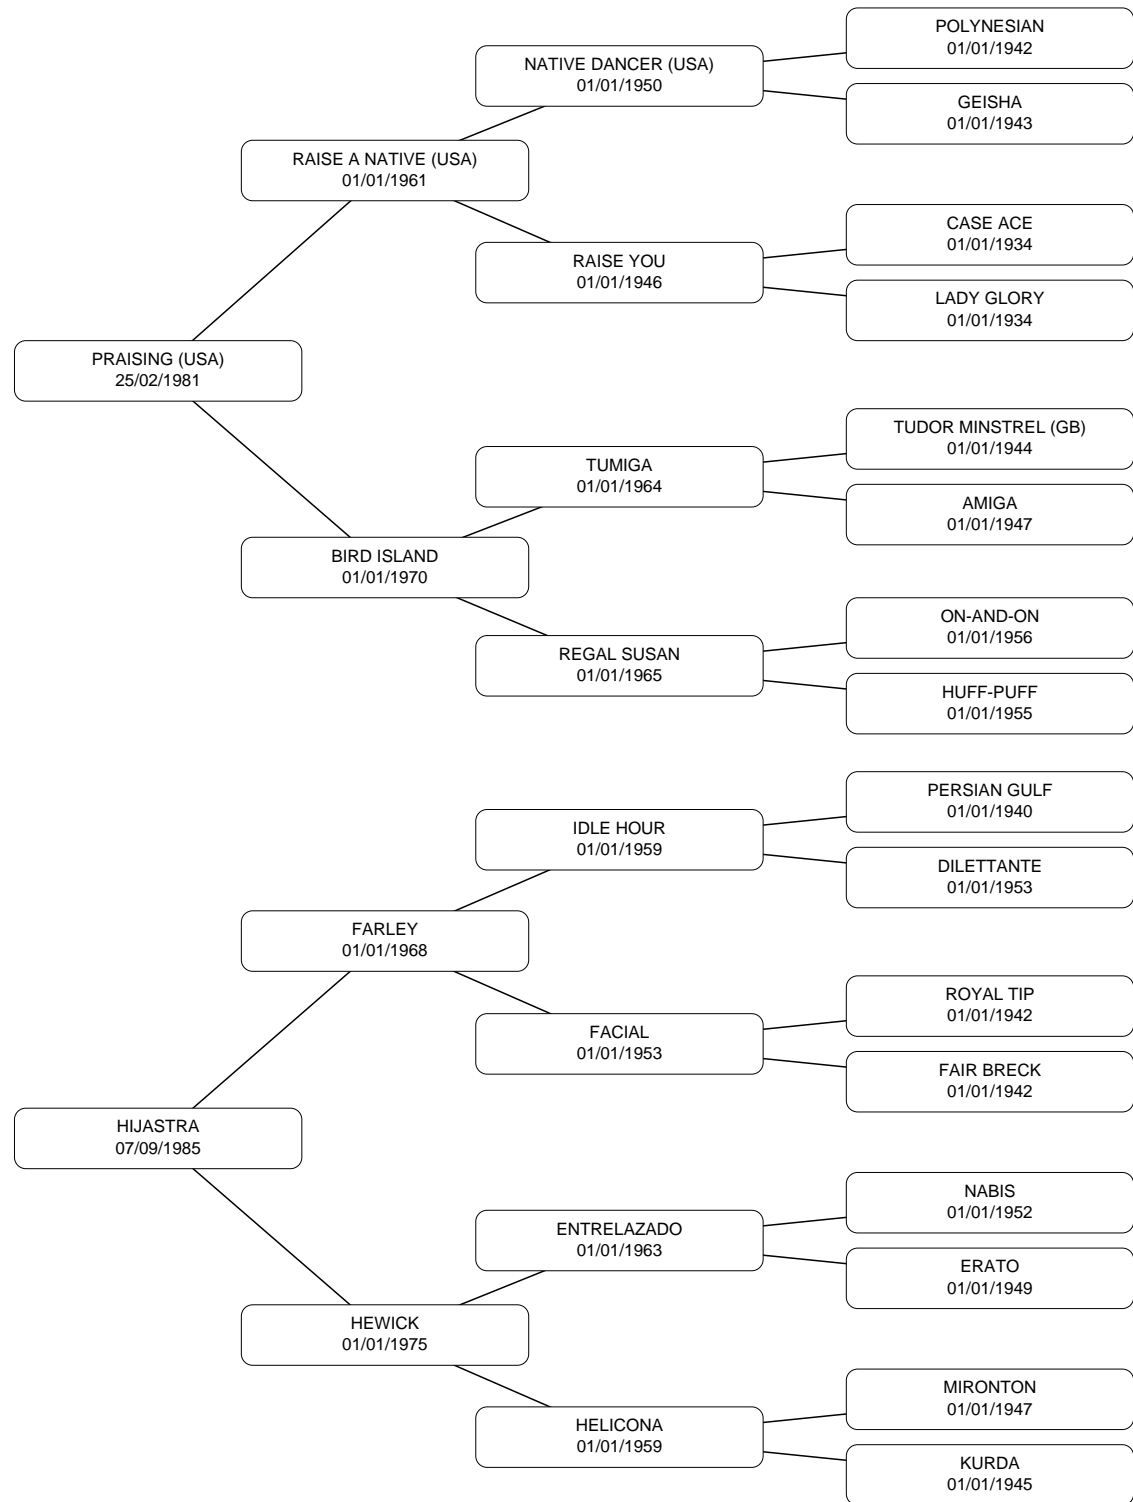 POLYNESIAN
01/01/1942
NATIVE DANCER (USA)
01/01/1950
GEISHA
01/01/1943
RAISE A NATIVE (USA)
01/01/1961
CASE ACE
01/01/1934
RAISE YOU
01/01/1946
LADY GLORY
01/01/1934
PRAISING (USA)
25/02/1981
TUDOR MINSTREL (GB)
01/01/1944
TUMIGA
01/01/1964
AMIGA
01/01/1947
BIRD ISLAND
01/01/1970
ON-AND-ON
01/01/1956
REGAL SUSAN
01/01/1965
HUFF-PUFF
01/01/1955
PERSIAN GULF
01/01/1940
IDLE HOUR
01/01/1959
DILETTANTE
01/01/1953
FARLEY
01/01/1968
ROYAL TIP
01/01/1942
FACIAL
01/01/1953
FAIR BRECK
01/01/1942
HIJASTRA
07/09/1985
NABIS
01/01/1952
ENTRELAZADO
01/01/1963
ERATO
01/01/1949
HEWICK
01/01/1975
MIRONTON
01/01/1947
HELICONA
01/01/1959
KURDA
01/01/1945